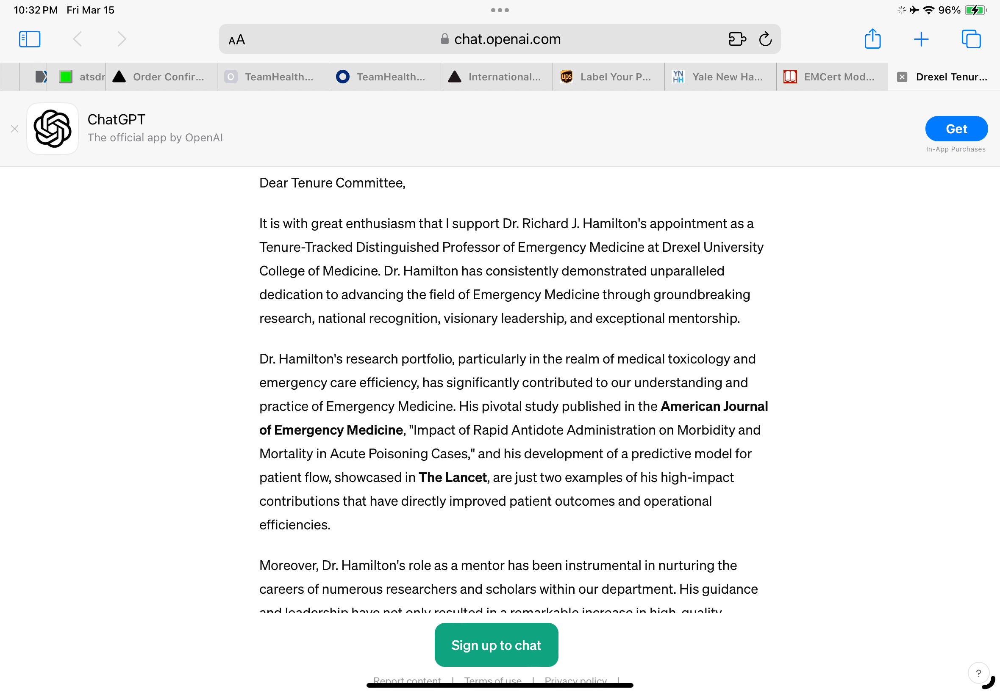 10:32 PM Fri Mar 15
96%
AA
chat.openai.com
atsdr
Order Confir...
O TeamHealth...
TeamHealth...
International...
ups Label Your P...
YNHH Yale New Ha...
EMCert Mod...
Drexel Tenur...
ChatGPT
The official app by OpenAI
Get
In-App Purchases
Dear Tenure Committee,
It is with great enthusiasm that I support Dr. Richard J. Hamilton's appointment as a
Tenure-Tracked Distinguished Professor of Emergency Medicine at Drexel University
College of Medicine. Dr. Hamilton has consistently demonstrated unparalleled
dedication to advancing the field of Emergency Medicine through groundbreaking
research, national recognition, visionary leadership, and exceptional mentorship.
Dr. Hamilton's research portfolio, particularly in the realm of medical toxicology and
emergency care efficiency, has significantly contributed to our understanding and
practice of Emergency Medicine. His pivotal study published in the American Journal
of Emergency Medicine, "Impact of Rapid Antidote Administration on Morbidity and
Mortality in Acute Poisoning Cases," and his development of a predictive model for
patient flow, showcased in The Lancet, are just two examples of his high-impact
contributions that have directly improved patient outcomes and operational
efficiencies.
Moreover, Dr. Hamilton's role as a mentor has been instrumental in nurturing the
careers of numerous researchers and scholars within our department. His guidance
and leadership have not only resulted in a remarkable increase in high-quality
Sign up to chat
Report content | Terms of use | Privacy policy |
?